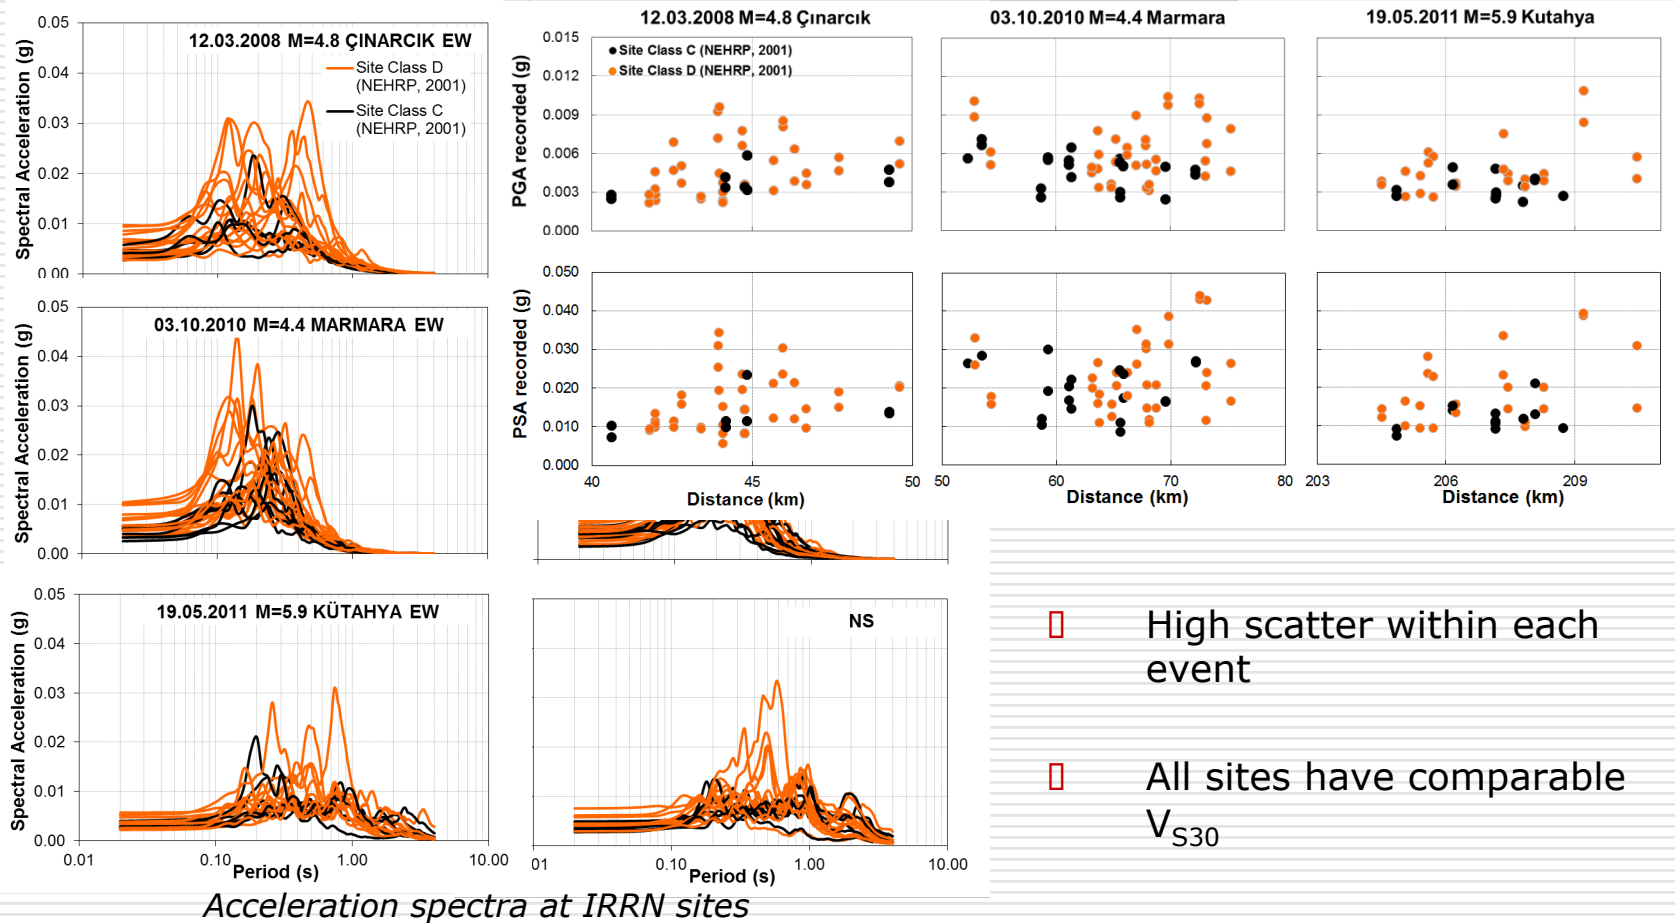 12.03.2008 M=4.8 ÇINARCIK EW
Site Class D
(NEHRP, 2001)
Site Class C
(NEHRP, 2001)
Spectral Acceleration (g)
0.05
0.04
0.03
0.02
0.01
0.00
03.10.2010 M=4.4 MARMARA EW
Spectral Acceleration (g)
0.05
0.04
0.03
0.02
0.01
0.00
19.05.2011 M=5.9 KÜTAHYA EW
Spectral Acceleration (g)
0.05
0.04
0.03
0.02
0.01
0.00
0.01 0.10 1.00 10.00
Period (s)
NS
01 0.10 1.00 10.00
Period (s)
Acceleration spectra at IRRN sites
12.03.2008 M=4.8 Çınarcık
03.10.2010 M=4.4 Marmara
19.05.2011 M=5.9 Kutahya
Site Class C (NEHRP, 2001)
Site Class D (NEHRP, 2001)
PGA recorded (g)
0.015
0.012
0.009
0.006
0.003
0.000
PSA recorded (g)
0.050
0.040
0.030
0.020
0.010
0.000
40 45 50
Distance (km)
50 60 70 80
Distance (km)
203 206 209
Distance (km)
High scatter within each
event
All sites have comparable
VS30